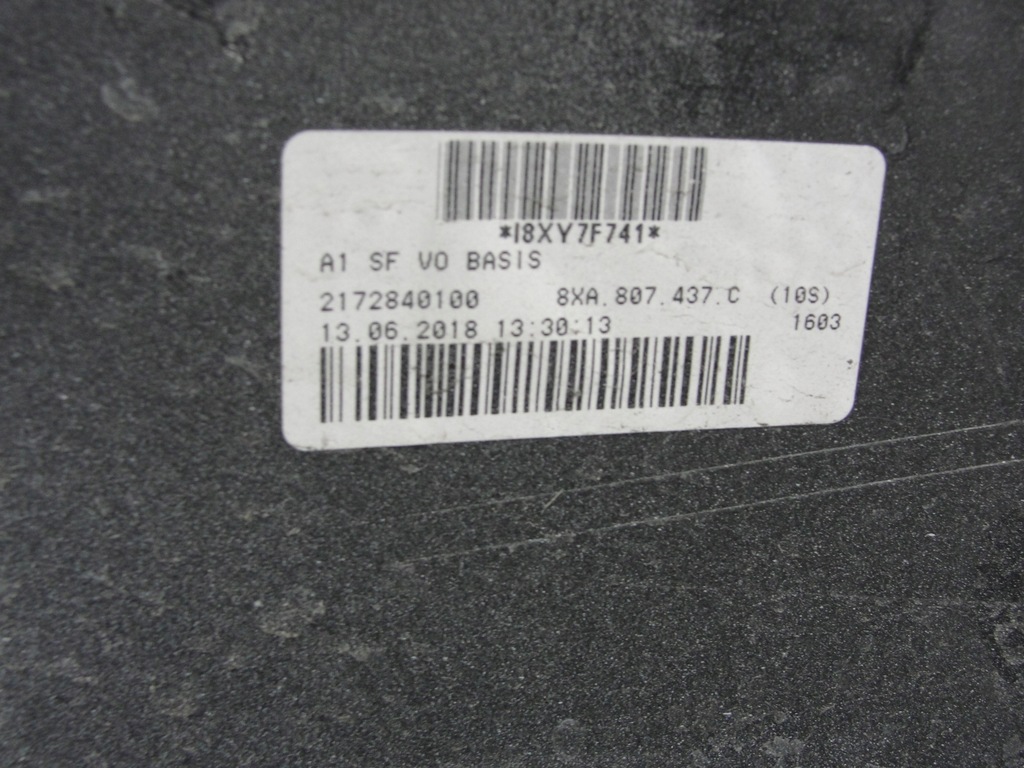 *I8XY7F741*
A1 SF VO BASIS
2172840100 8XA.807.437.C (10S)
13.06.2018 13:30:13 1603